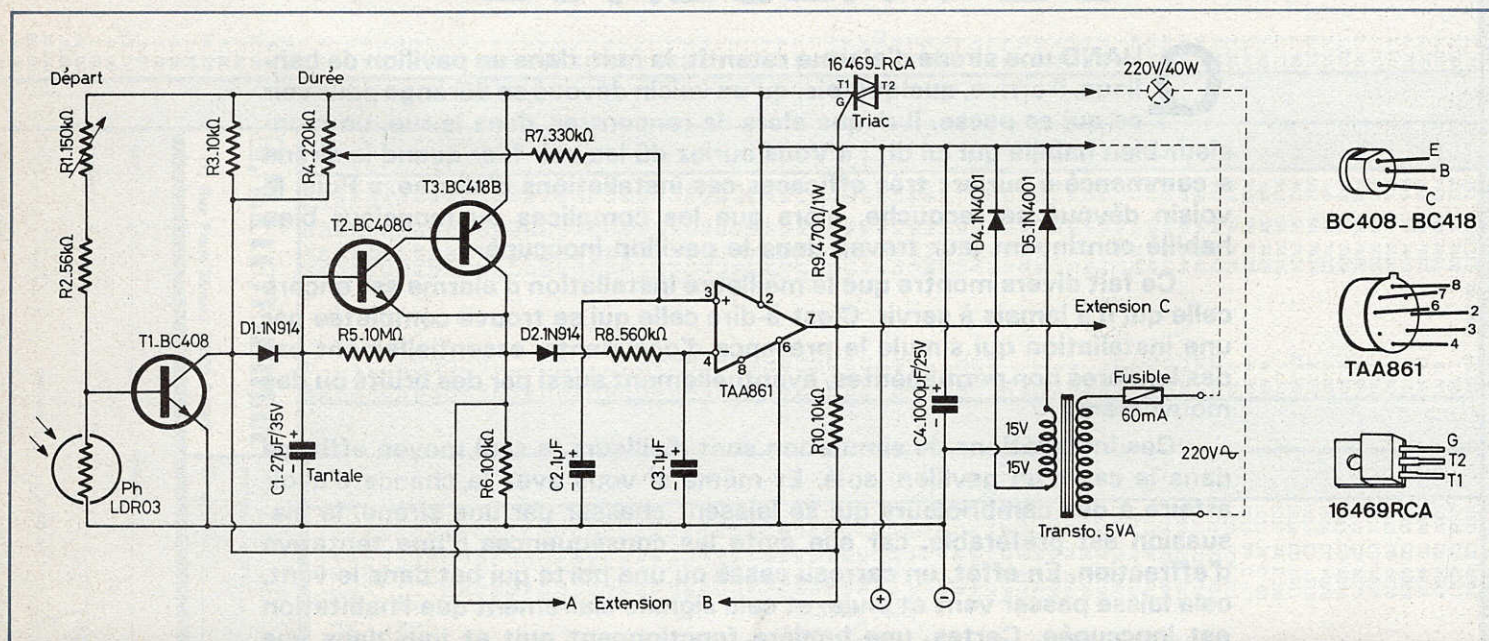 Départ
Durée
R1.150kΩ
R2.56kΩ
Ph
LDR03
T1.BC408
R3.10kΩ
R4.220kΩ
D1.1N914
C1.27µF/35V
+
−
Tantale
T2.BC408C
R5.10kΩ
T3.BC418B
R7.330kΩ
R6.100kΩ
D2.1N914
R8.560kΩ
C2.1µF
+
−
C3.1µF
+
−
3
+
2
7
4
−
8
6
TAA861
16469_RCA
T1
T2
G
Triac
220V/40W
R9.470Ω/1W
R10.10kΩ
D4.1N4001
D5.1N4001
Extension C
C4.1000µF/25V
+
−
15V
15V
Fusible
60mA
220V
Transfo.5VA
A Extension B
+
−
E
B
C
BC408_BC418
8
7
6
2
3
4
TAA861
G
T2
T1
16469RCA